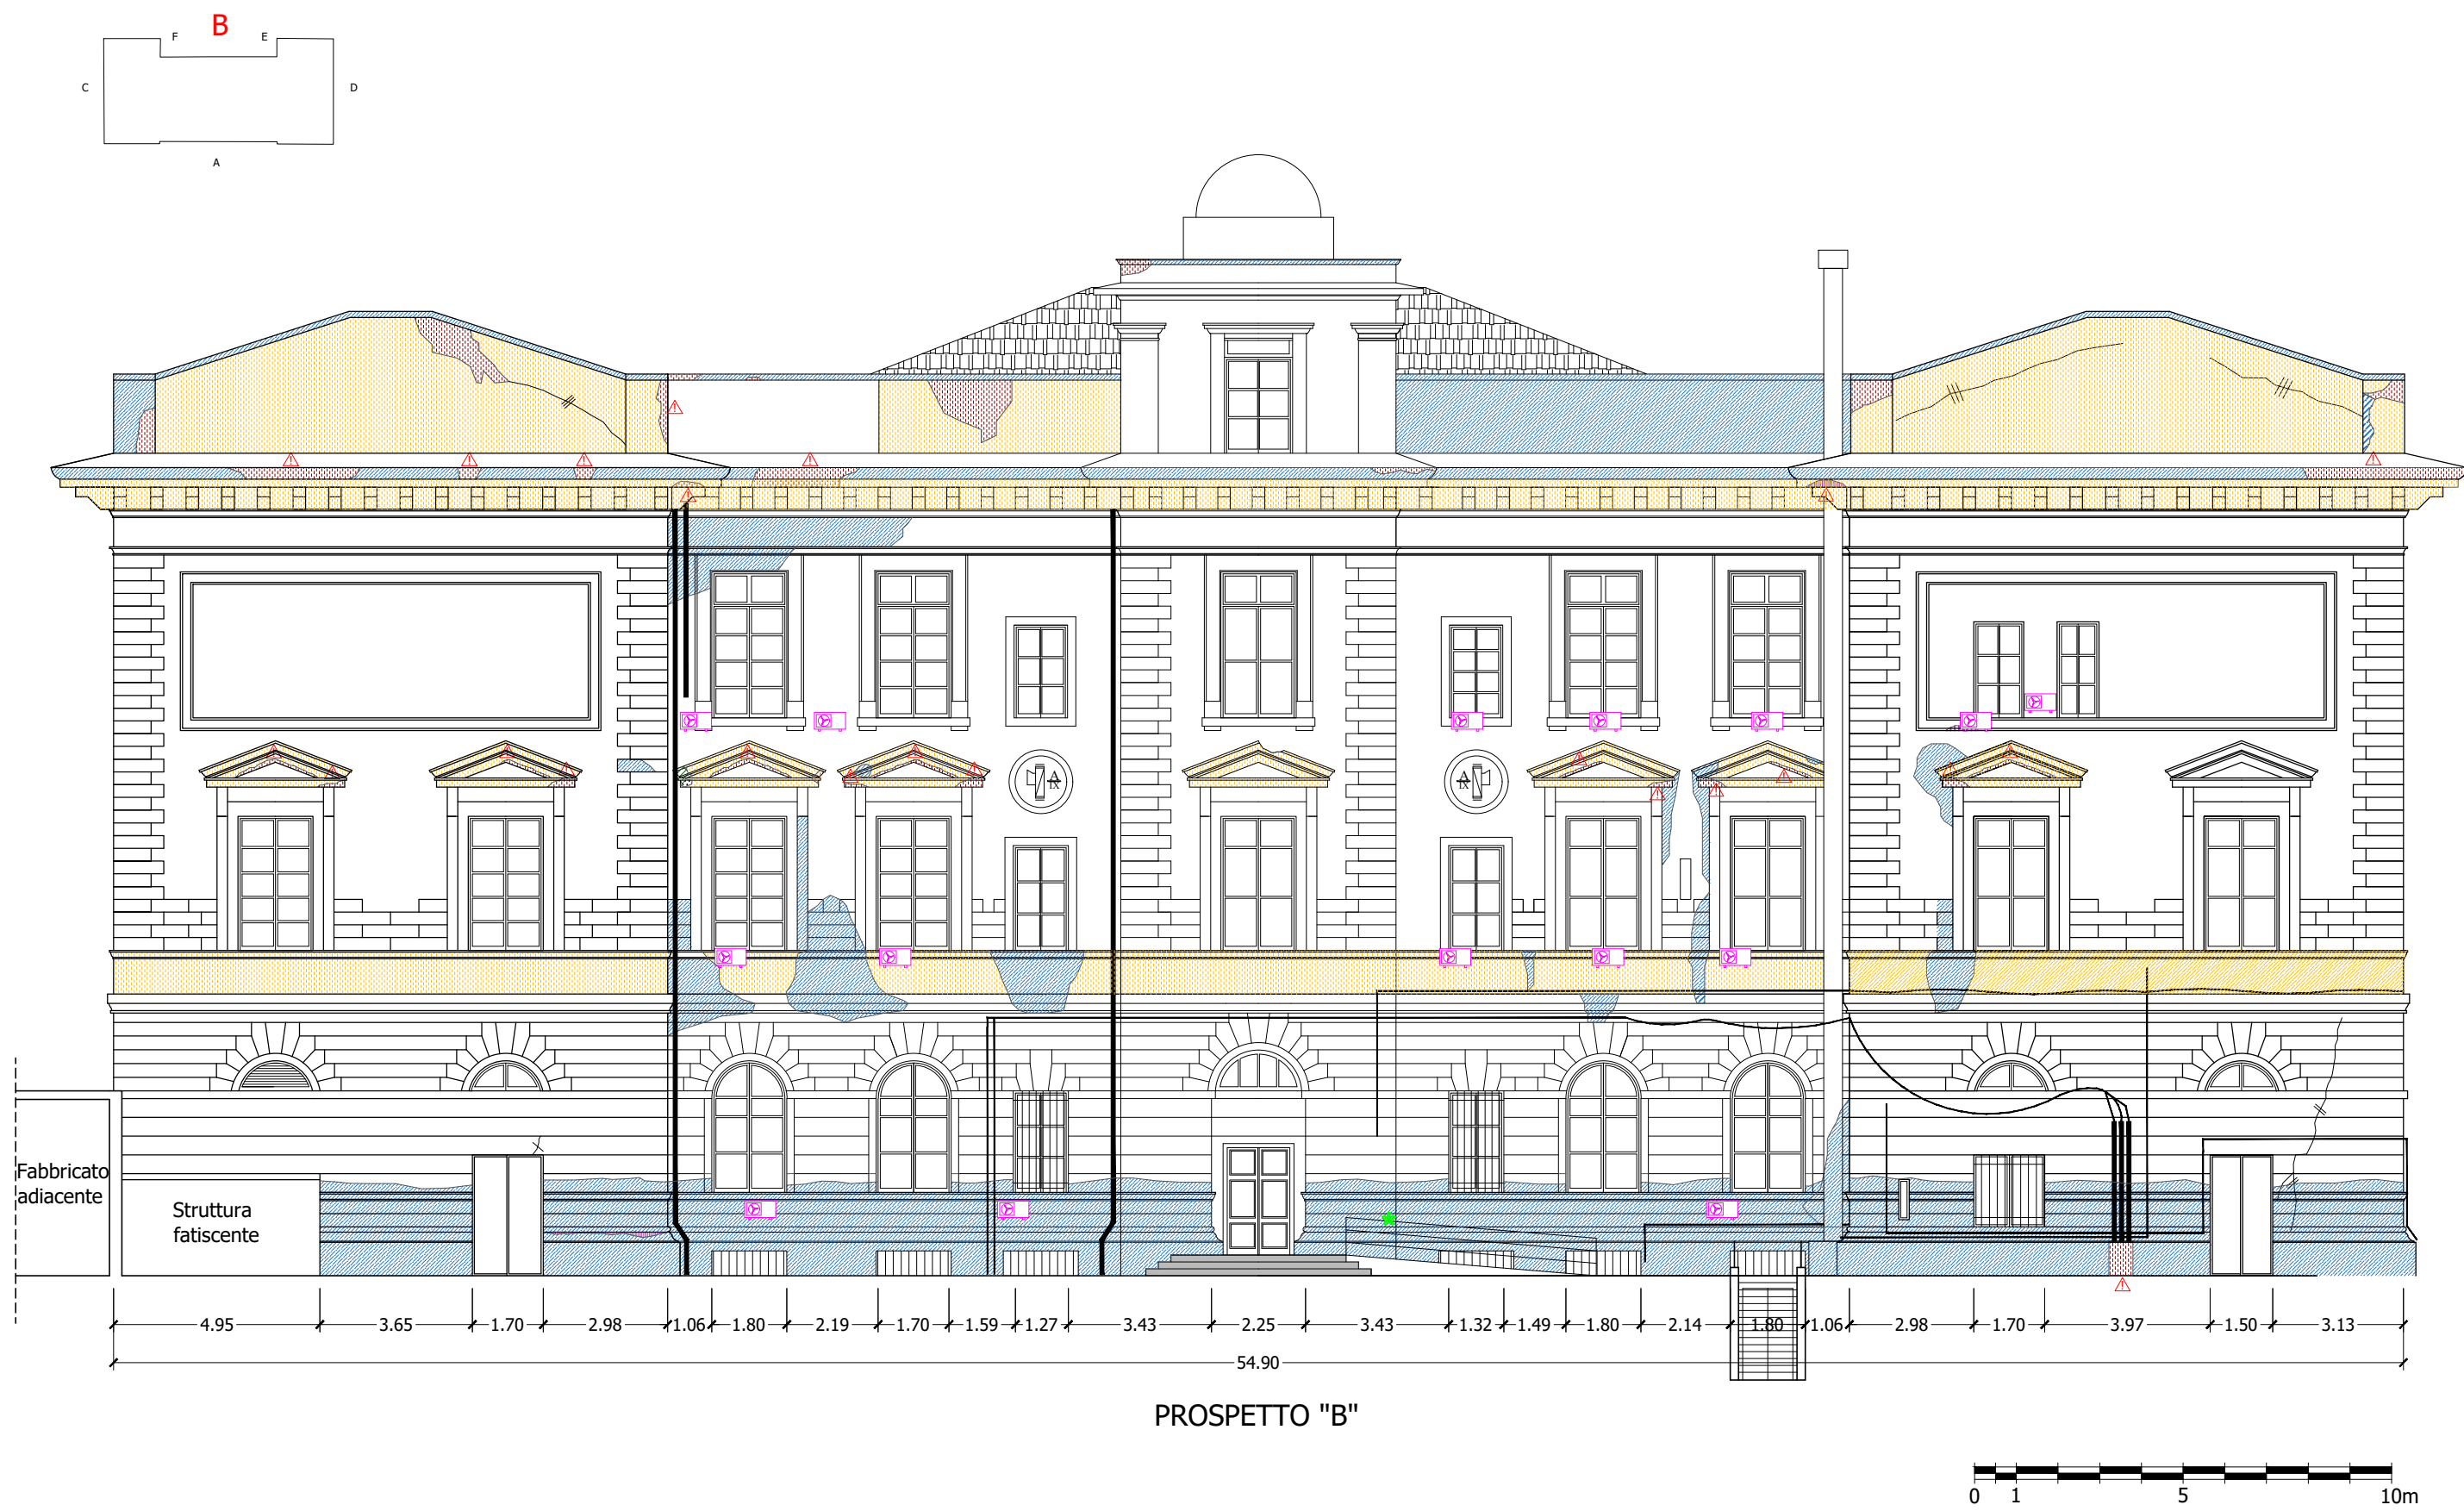 B
F E
C D
A
A
IX
A
IX
Fabbricato
adiacente
Struttura
fatiscente
4.95 3.65 1.70 2.98 1.06 1.80 2.19 1.70 1.59 1.27 3.43 2.25 3.43 1.32 1.49 1.80 2.14 1.80 1.06 2.98 1.70 3.97 1.50 3.13
54.90
PROSPETTO "B"
0 1 5 10m